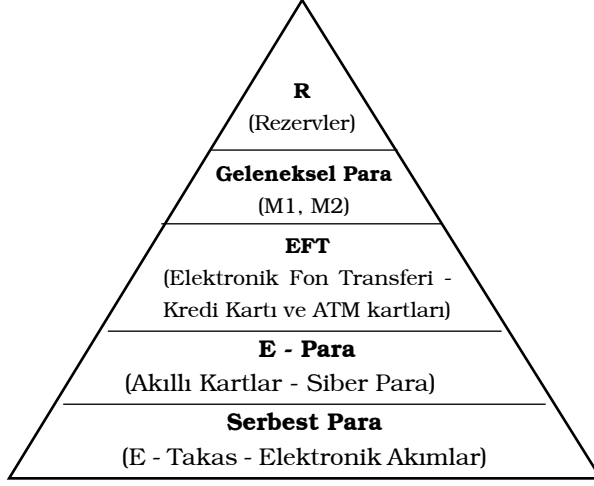 R
(Rezervler)
Geleneksel Para
(M1, M2)
EFT
(Elektronik Fon Transferi -
Kredi Kartı ve ATM kartları)
E - Para
(Akıllı Kartlar - Siber Para)
Serbest Para
(E - Takas - Elektronik Akımlar)